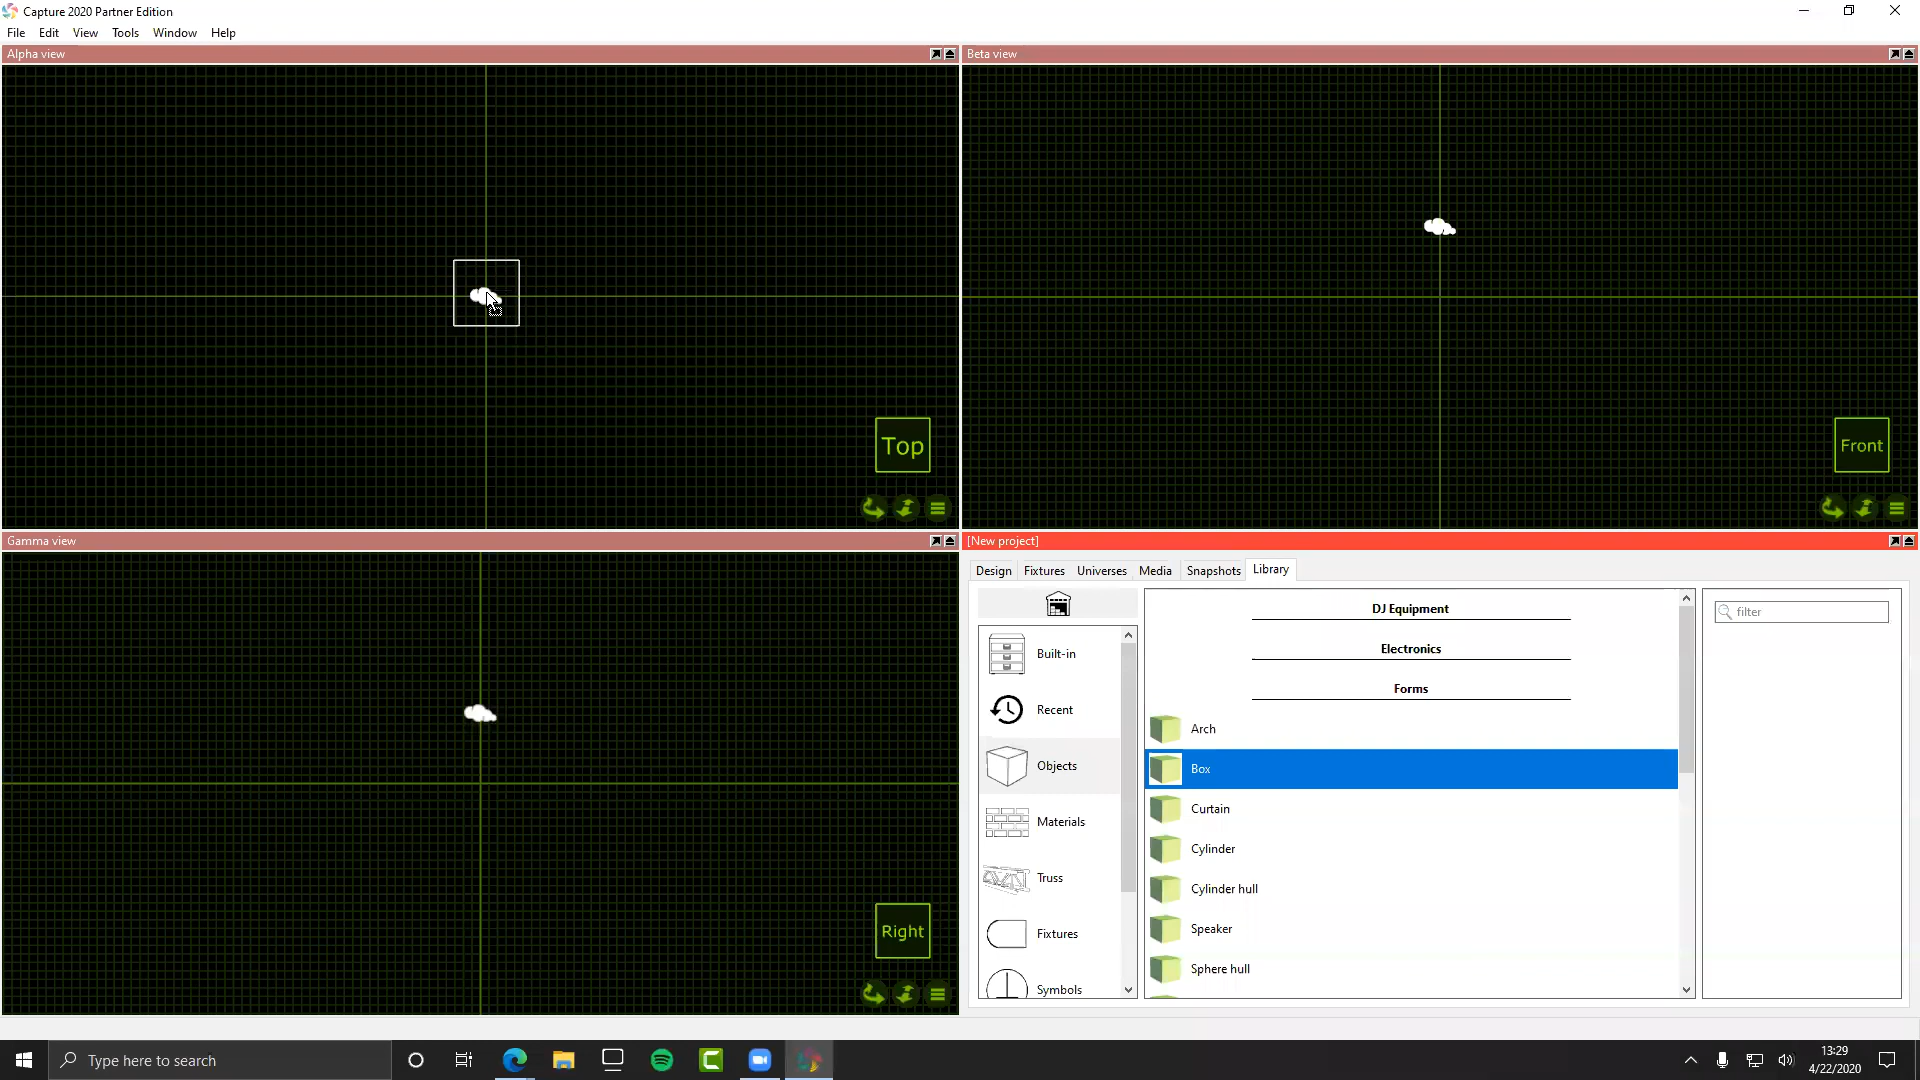 Capture 2020 Partner Edition
File Edit View Tools Window Help
Alpha view
Beta view
Top
Front
Gamma view
[New project]
Design Fixtures Universes Media Snapshots Library
Built-in
Recent
Objects
Materials
Truss
Fixtures
Symbols
DJ Equipment
Electronics
Forms
Arch
Box
Curtain
Cylinder
Cylinder hull
Speaker
Sphere hull
filter
Right
Type here to search
13:29
4/22/2020